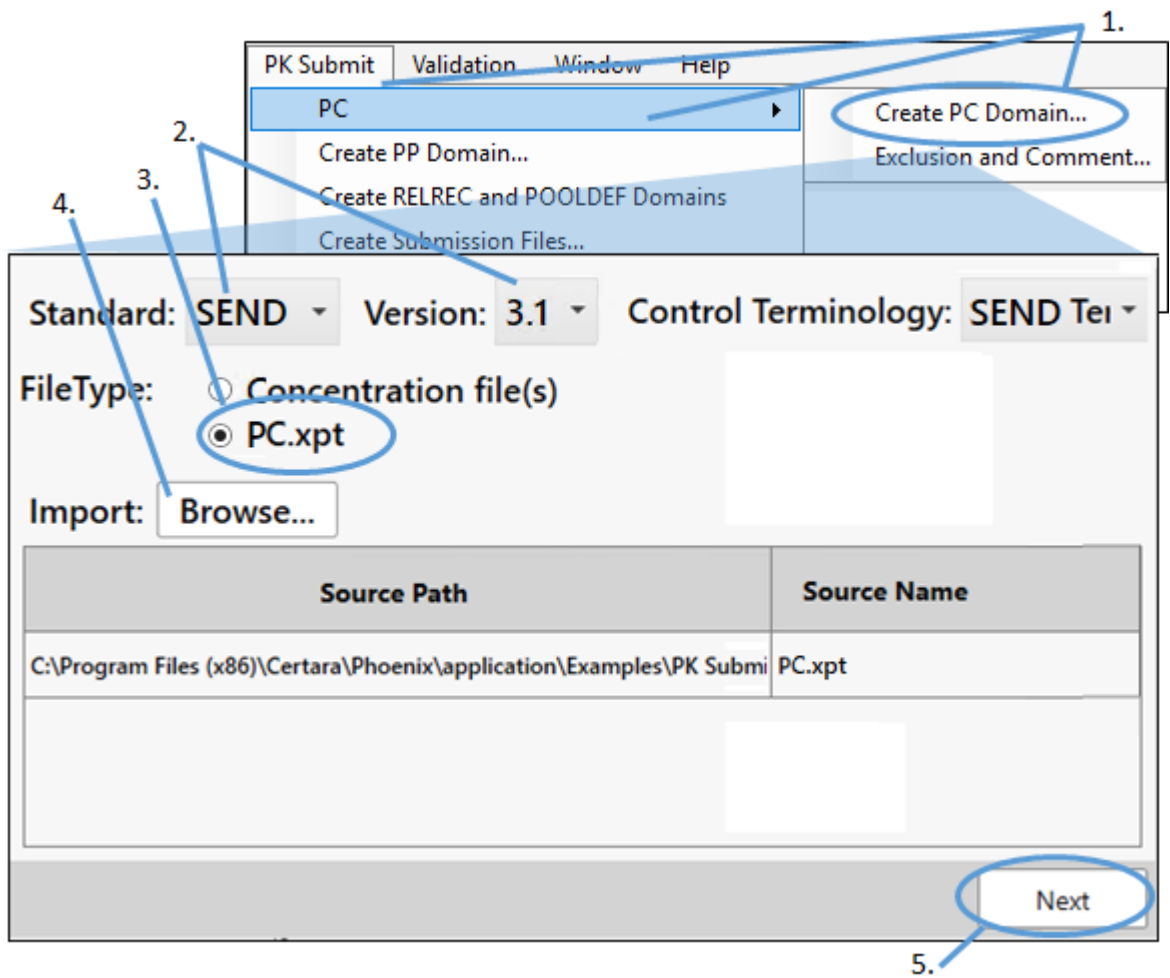 1.
PK Submit Validation Window Help
PC Create PC Domain...
2.
Create PP Domain... Exclusion and Comment...
3.
Create RELREC and POOLDEF Domains
4.
Create Submission Files...
Standard: SEND Version: 3.1 Control Terminology: SEND Ter
FileType: Concentration file(s)
PC.xpt
Import: Browse...
Source Path Source Name
C:\Program Files (x86)\Certara\Phoenix\application\Examples\PK Submi PC.xpt
Next
5.